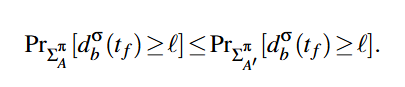 Pr_{Σ_A^π}[d_b^σ(t_f) ≥ ℓ] ≤ Pr_{Σ_{A′}^π}[d_b^σ(t_f) ≥ ℓ].